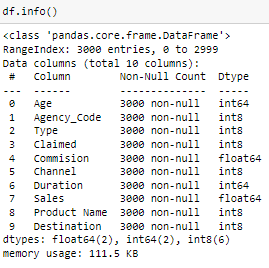 df.info()
<class 'pandas.core.frame.DataFrame'>
RangeIndex: 3000 entries, 0 to 2999
Data columns (total 10 columns):
 #   Column        Non-Null Count  Dtype
---  ------        --------------  -----
 0   Age           3000 non-null   int64
 1   Agency_Code   3000 non-null   int8
 2   Type          3000 non-null   int8
 3   Claimed       3000 non-null   int8
 4   Commision     3000 non-null   float64
 5   Channel       3000 non-null   int8
 6   Duration      3000 non-null   int64
 7   Sales         3000 non-null   float64
 8   Product Name  3000 non-null   int8
 9   Destination   3000 non-null   int8
dtypes: float64(2), int64(2), int8(6)
memory usage: 111.5 KB